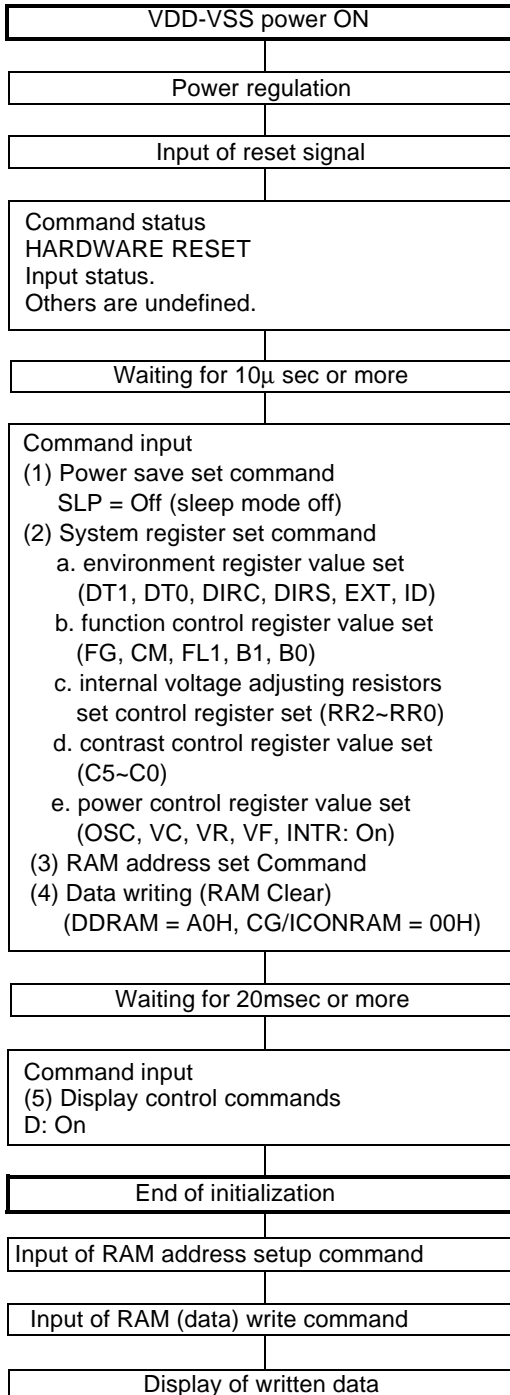 VDD-VSS power ON
Power regulation
Input of reset signal
Command status
HARDWARE RESET
Input status.
Others are undefined.
Waiting for 10μ sec or more
Command input
(1) Power save set command
SLP = Off (sleep mode off)
(2) System register set command
a. environment register value set
(DT1, DT0, DIRC, DIRS, EXT, ID)
b. function control register value set
(FG, CM, FL1, B1, B0)
c. internal voltage adjusting resistors
set control register set (RR2~RR0)
d. contrast control register value set
(C5~C0)
e. power control register value set
(OSC, VC, VR, VF, INTR: On)
(3) RAM address set Command
(4) Data writing (RAM Clear)
(DDRAM = A0H, CG/ICONRAM = 00H)
Waiting for 20msec or more
Command input
(5) Display control commands
D: On
End of initialization
Input of RAM address setup command
Input of RAM (data) write command
Display of written data